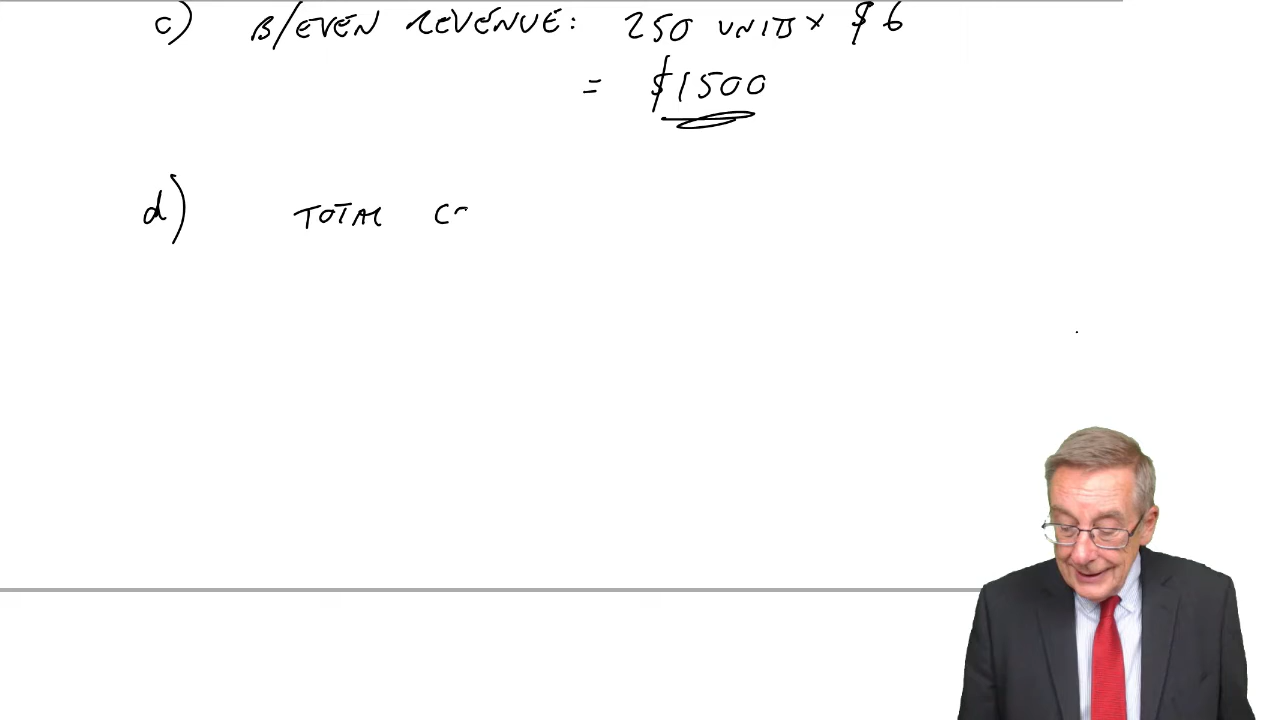 c) B/EVEN REVENUE: 250 UNITS × $6
= $1500
d) TOTAL